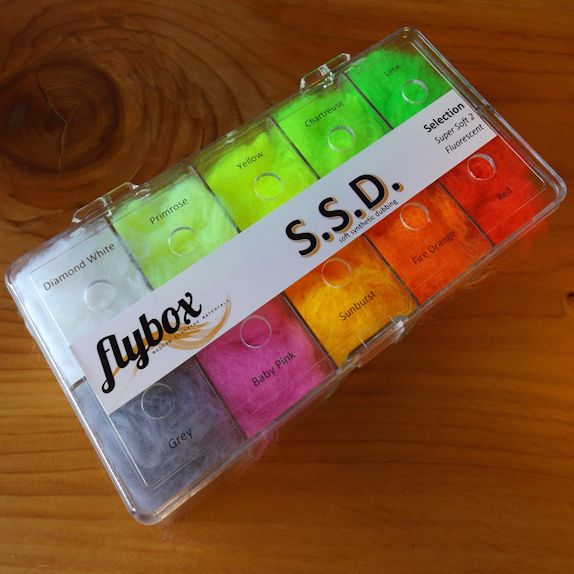 Diamond White
Primrose
Yellow
Chartreuse
Lime
flybox
S.S.D.
soft synthetic dubbing
Selection
Super Soft 2
Fluorescent
Grey
Baby Pink
Sunburst
Fire Orange
Red